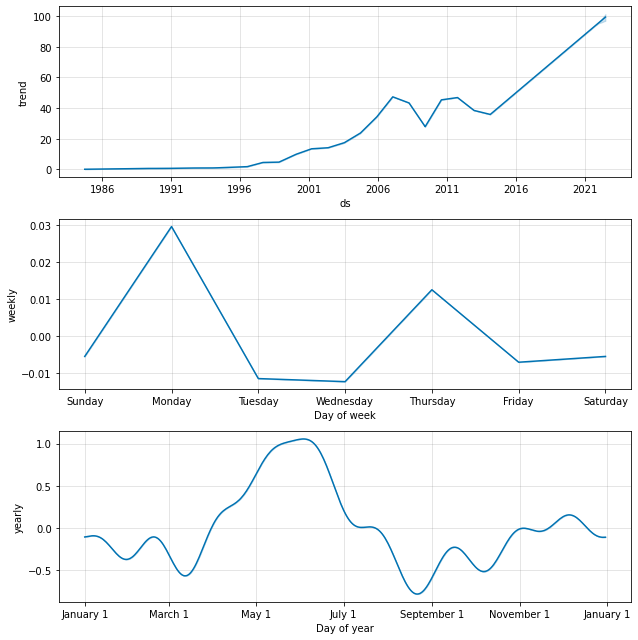 100
80
60
40
20
0
trend
1986 1991 1996 2001 2006 2011 2016 2021
ds
0.03
0.02
0.01
0.00
−0.01
weekly
Sunday Monday Tuesday Wednesday Thursday Friday Saturday
Day of week
1.0
0.5
0.0
−0.5
yearly
January 1 March 1 May 1 July 1 September 1 November 1 January 1
Day of year